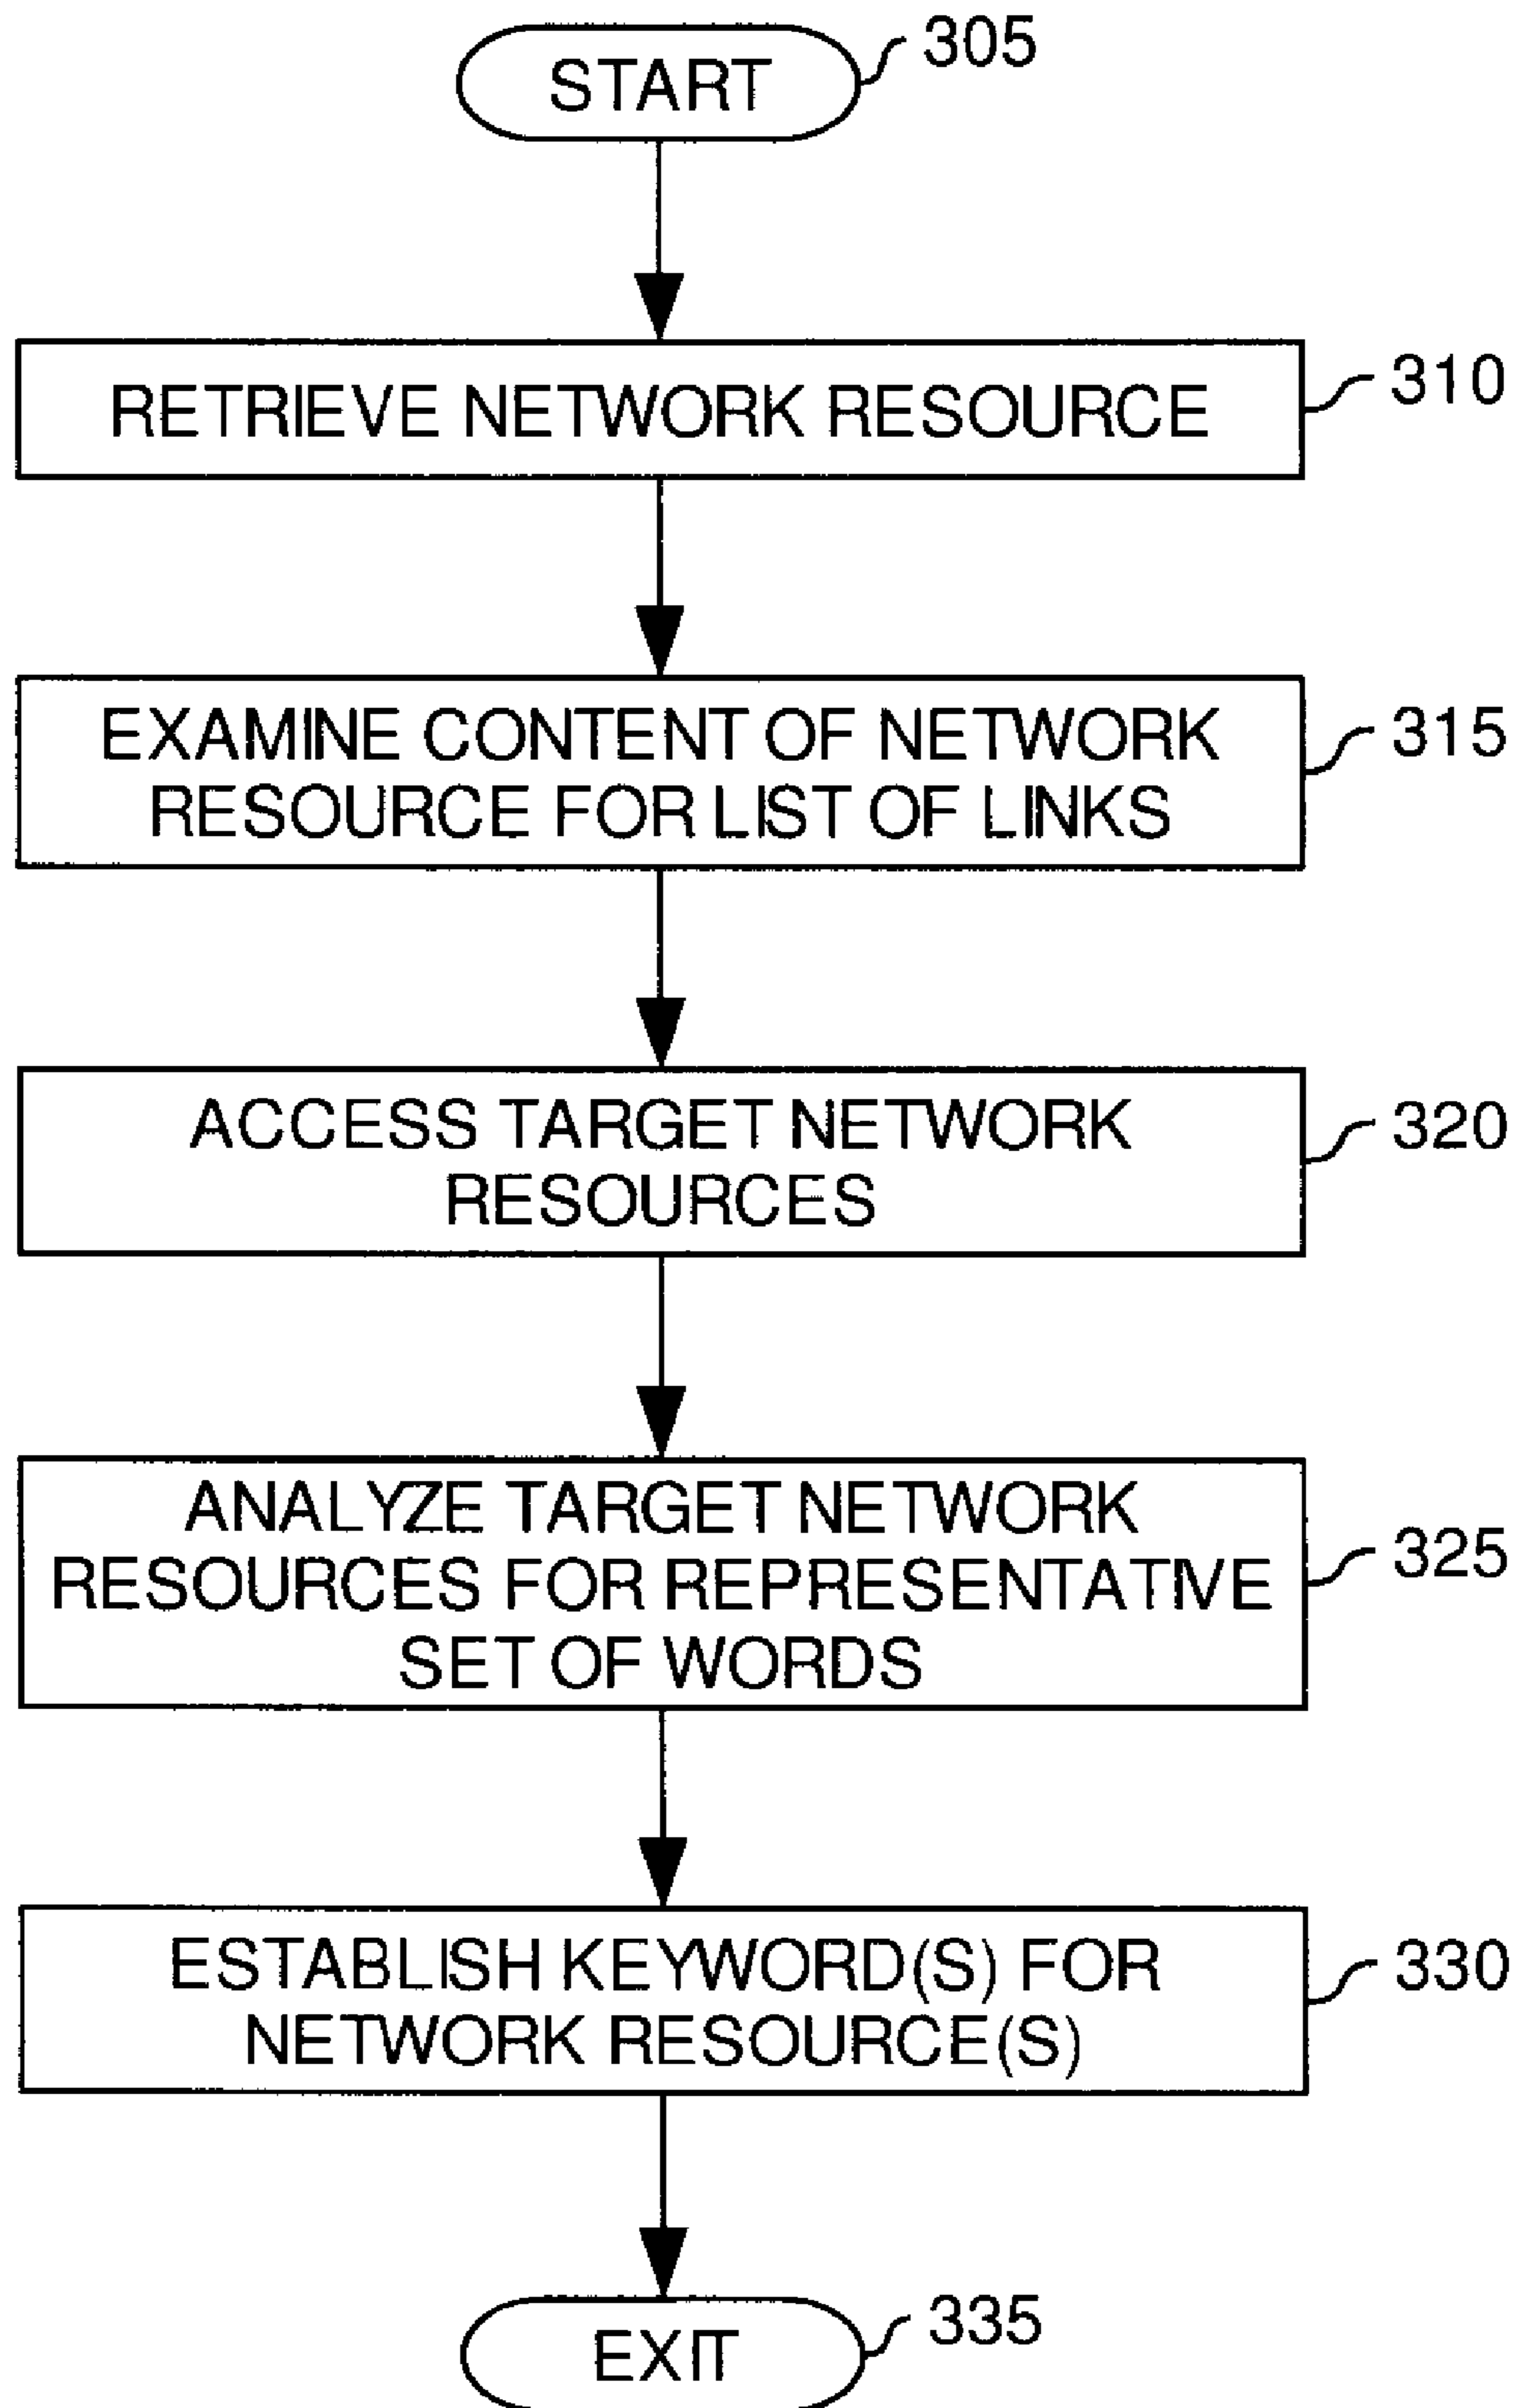 START
305
RETRIEVE NETWORK RESOURCE
310
EXAMINE CONTENT OF NETWORK
RESOURCE FOR LIST OF LINKS
315
ACCESS TARGET NETWORK
RESOURCES
320
ANALYZE TARGET NETWORK
RESOURCES FOR REPRESENTATIVE
SET OF WORDS
325
ESTABLISH KEYWORD(S) FOR
NETWORK RESOURCE(S)
330
EXIT
335